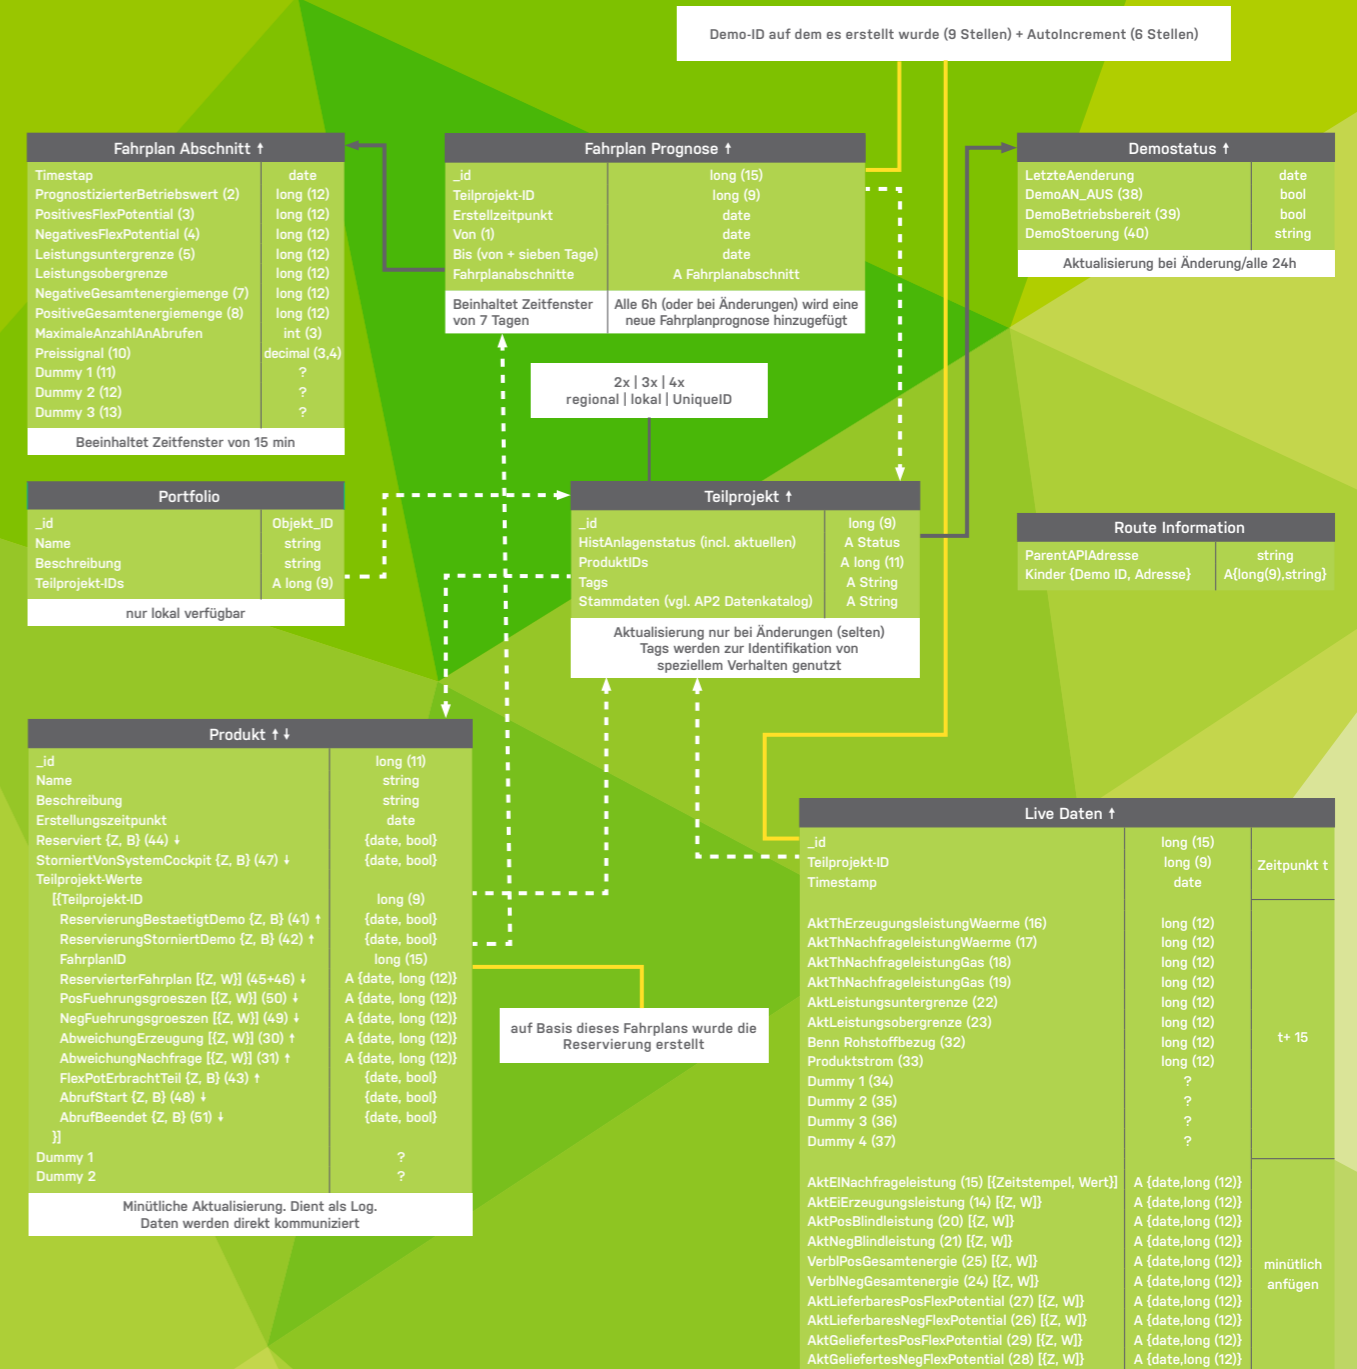 Demo-ID auf dem es erstellt wurde (9 Stellen) + AutoIncrement (6 Stellen)
Fahrplan Abschnitt ↑
Timestap date
PrognostizierterBetriebswert (2) long (12)
PositivesFlexPotential (3) long (12)
NegativesFlexPotential (4) long (12)
Leistungsuntergrenze (5) long (12)
Leistungsobergrenze long (12)
NegativeGesamtenergiemenge (7) long (12)
PositiveGesamtenergiemenge (8) long (12)
MaximaleAnzahlAnAbrufen int (3)
Preissignal (10) decimal (3,4)
Dummy 1 (11) ?
Dummy 2 (12) ?
Dummy 3 (13) ?
Beeinhaltet Zeitfenster von 15 min
Fahrplan Prognose ↑
_id long (15)
Teilprojekt-ID long (9)
Erstellzeitpunkt date
Von (1) date
Bis (von + sieben Tage) date
Fahrplanabschnitte A Fahrplanabschnitt
Beinhaltet Zeitfenster
von 7 Tagen
Alle 6h (oder bei Änderungen) wird eine
neue Fahrplanprognose hinzugefügt
Demostatus ↑
LetzteAenderung date
DemoAN_AUS (38) bool
DemoBetriebsbereit (39) bool
DemoStoerung (40) string
Aktualisierung bei Änderung/alle 24h
2x | 3x | 4x
regional | lokal | UniqueID
Portfolio
_id Objekt_ID
Name string
Beschreibung string
Teilprojekt-IDs A long (9)
nur lokal verfügbar
Teilprojekt ↑
_id long (9)
HistAnlagenstatus (incl. aktuellen) A Status
ProduktIDs A long (11)
Tags A String
Stammdaten (vgl. AP2 Datenkatalog) A String
Aktualisierung nur bei Änderungen (selten)
Tags werden zur Identifikation von
speziellem Verhalten genutzt
Route Information
ParentAPIAdresse string
Kinder {Demo ID, Adresse} A{long(9),string}
Produkt ↑ ↓
_id long (11)
Name string
Beschreibung string
Erstellungszeitpunkt date
Reserviert {Z, B} (44) ↓ {date, bool}
StorniertVonSystemCockpit {Z, B} (47) ↓ {date, bool}
Teilprojekt-Werte
[{Teilprojekt-ID long (9)
ReservierungBestaetigtDemo {Z, B} (41) ↑ {date, bool}
ReservierungStorniertDemo {Z, B} (42) ↑ {date, bool}
FahrplanID long (15)
ReservierterFahrplan [{Z, W}] (45+46) ↓ A {date, long (12)}
PosFuehrungsgroeszen [{Z, W}] (50) ↓ A {date, long (12)}
NegFuehrungsgroeszen [{Z, W}] (49) ↓ A {date, long (12)}
AbweichungErzeugung [{Z, W}] (30) ↑ A {date, long (12)}
AbweichungNachfrage [{Z, W}] (31) ↑ A {date, long (12)}
FlexPotErbrachtTeil {Z, B} (43) ↑ {date, bool}
AbrufStart {Z, B} (48) ↓ {date, bool}
AbrufBeendet {Z, B} (51) ↓ {date, bool}
}]
Dummy 1 ?
Dummy 2 ?
Minütliche Aktualisierung. Dient als Log.
Daten werden direkt kommuniziert
auf Basis dieses Fahrplans wurde die
Reservierung erstellt
Live Daten ↑
_id long (15)
Teilprojekt-ID long (9) Zeitpunkt t
Timestamp date
AktThErzeugungsleistungWaerme (16) long (12)
AktThNachfrageleistungWaerme (17) long (12)
AktThNachfrageleistungGas (18) long (12)
AktThNachfrageleistungGas (19) long (12)
AktLeistungsuntergrenze (22) long (12)
AktLeistungsobergrenze (23) long (12)
Benn Rohstoffbezug (32) long (12) t+ 15
Produktstrom (33) long (12)
Dummy 1 (34) ?
Dummy 2 (35) ?
Dummy 3 (36) ?
Dummy 4 (37) ?
AktElNachfrageleistung (15) [{Zeitstempel, Wert}] A {date,long (12)}
AktEiErzeugungsleistung (14) [{Z, W]} A {date,long (12)}
AktPosBlindleistung (20) [{Z, W]} A {date,long (12)}
AktNegBlindleistung (21) [{Z, W]} A {date,long (12)}
VerblPosGesamtenergie (25) [{Z, W]} A {date,long (12)} minütlich
VerblNegGesamtenergie (24) [{Z, W]} A {date,long (12)} anfügen
AktLieferbaresPosFlexPotential (27) [{Z, W]} A {date,long (12)}
AktLieferbaresNegFlexPotential (26) [{Z, W]} A {date,long (12)}
AktGeliefertesPosFlexPotential (29) [{Z, W]} A {date,long (12)}
AktGeliefertesNegFlexPotential (28) [{Z, W]} A {date,long (12)}